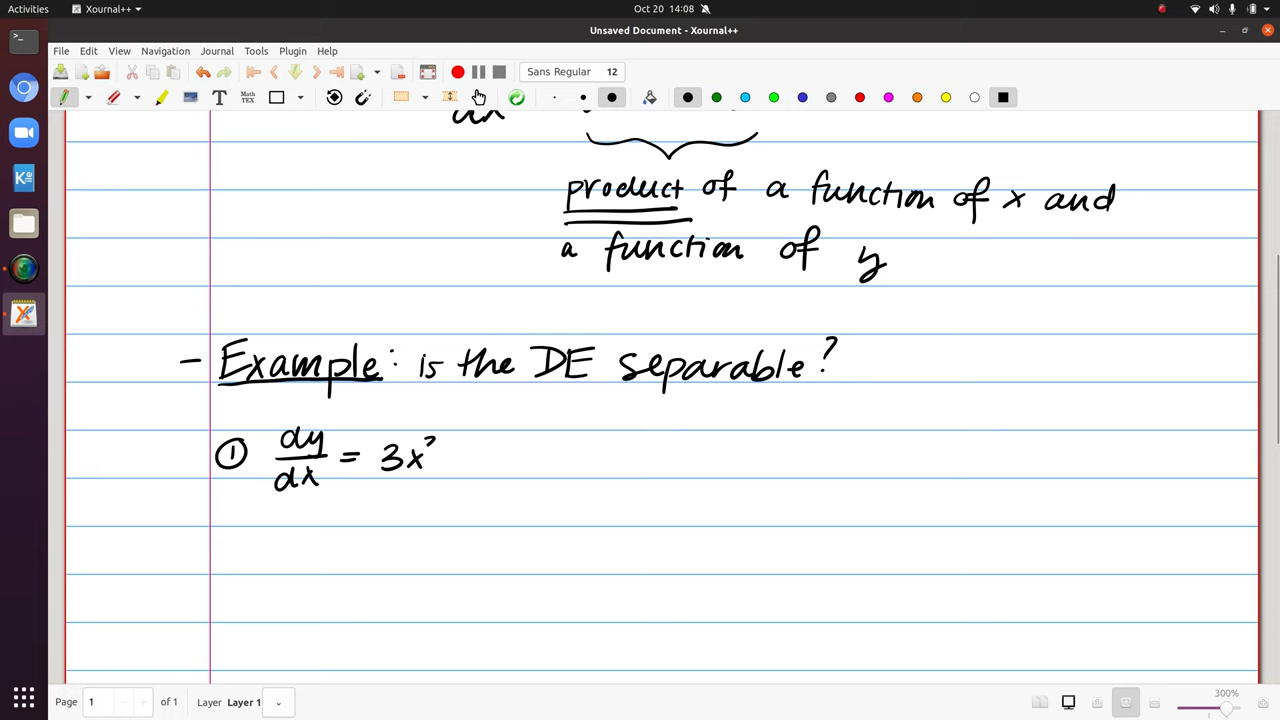 Activities
Xournal++
Oct 20 14:08
Unsaved Document - Xournal++
File Edit View Navigation Journal Tools Plugin Help
Sans Regular 12
dx
product of a function of x and
a function of y
- Example: is the DE separable?
① dy/dx = 3x²
Page 1 of 1 Layer Layer 1
300%